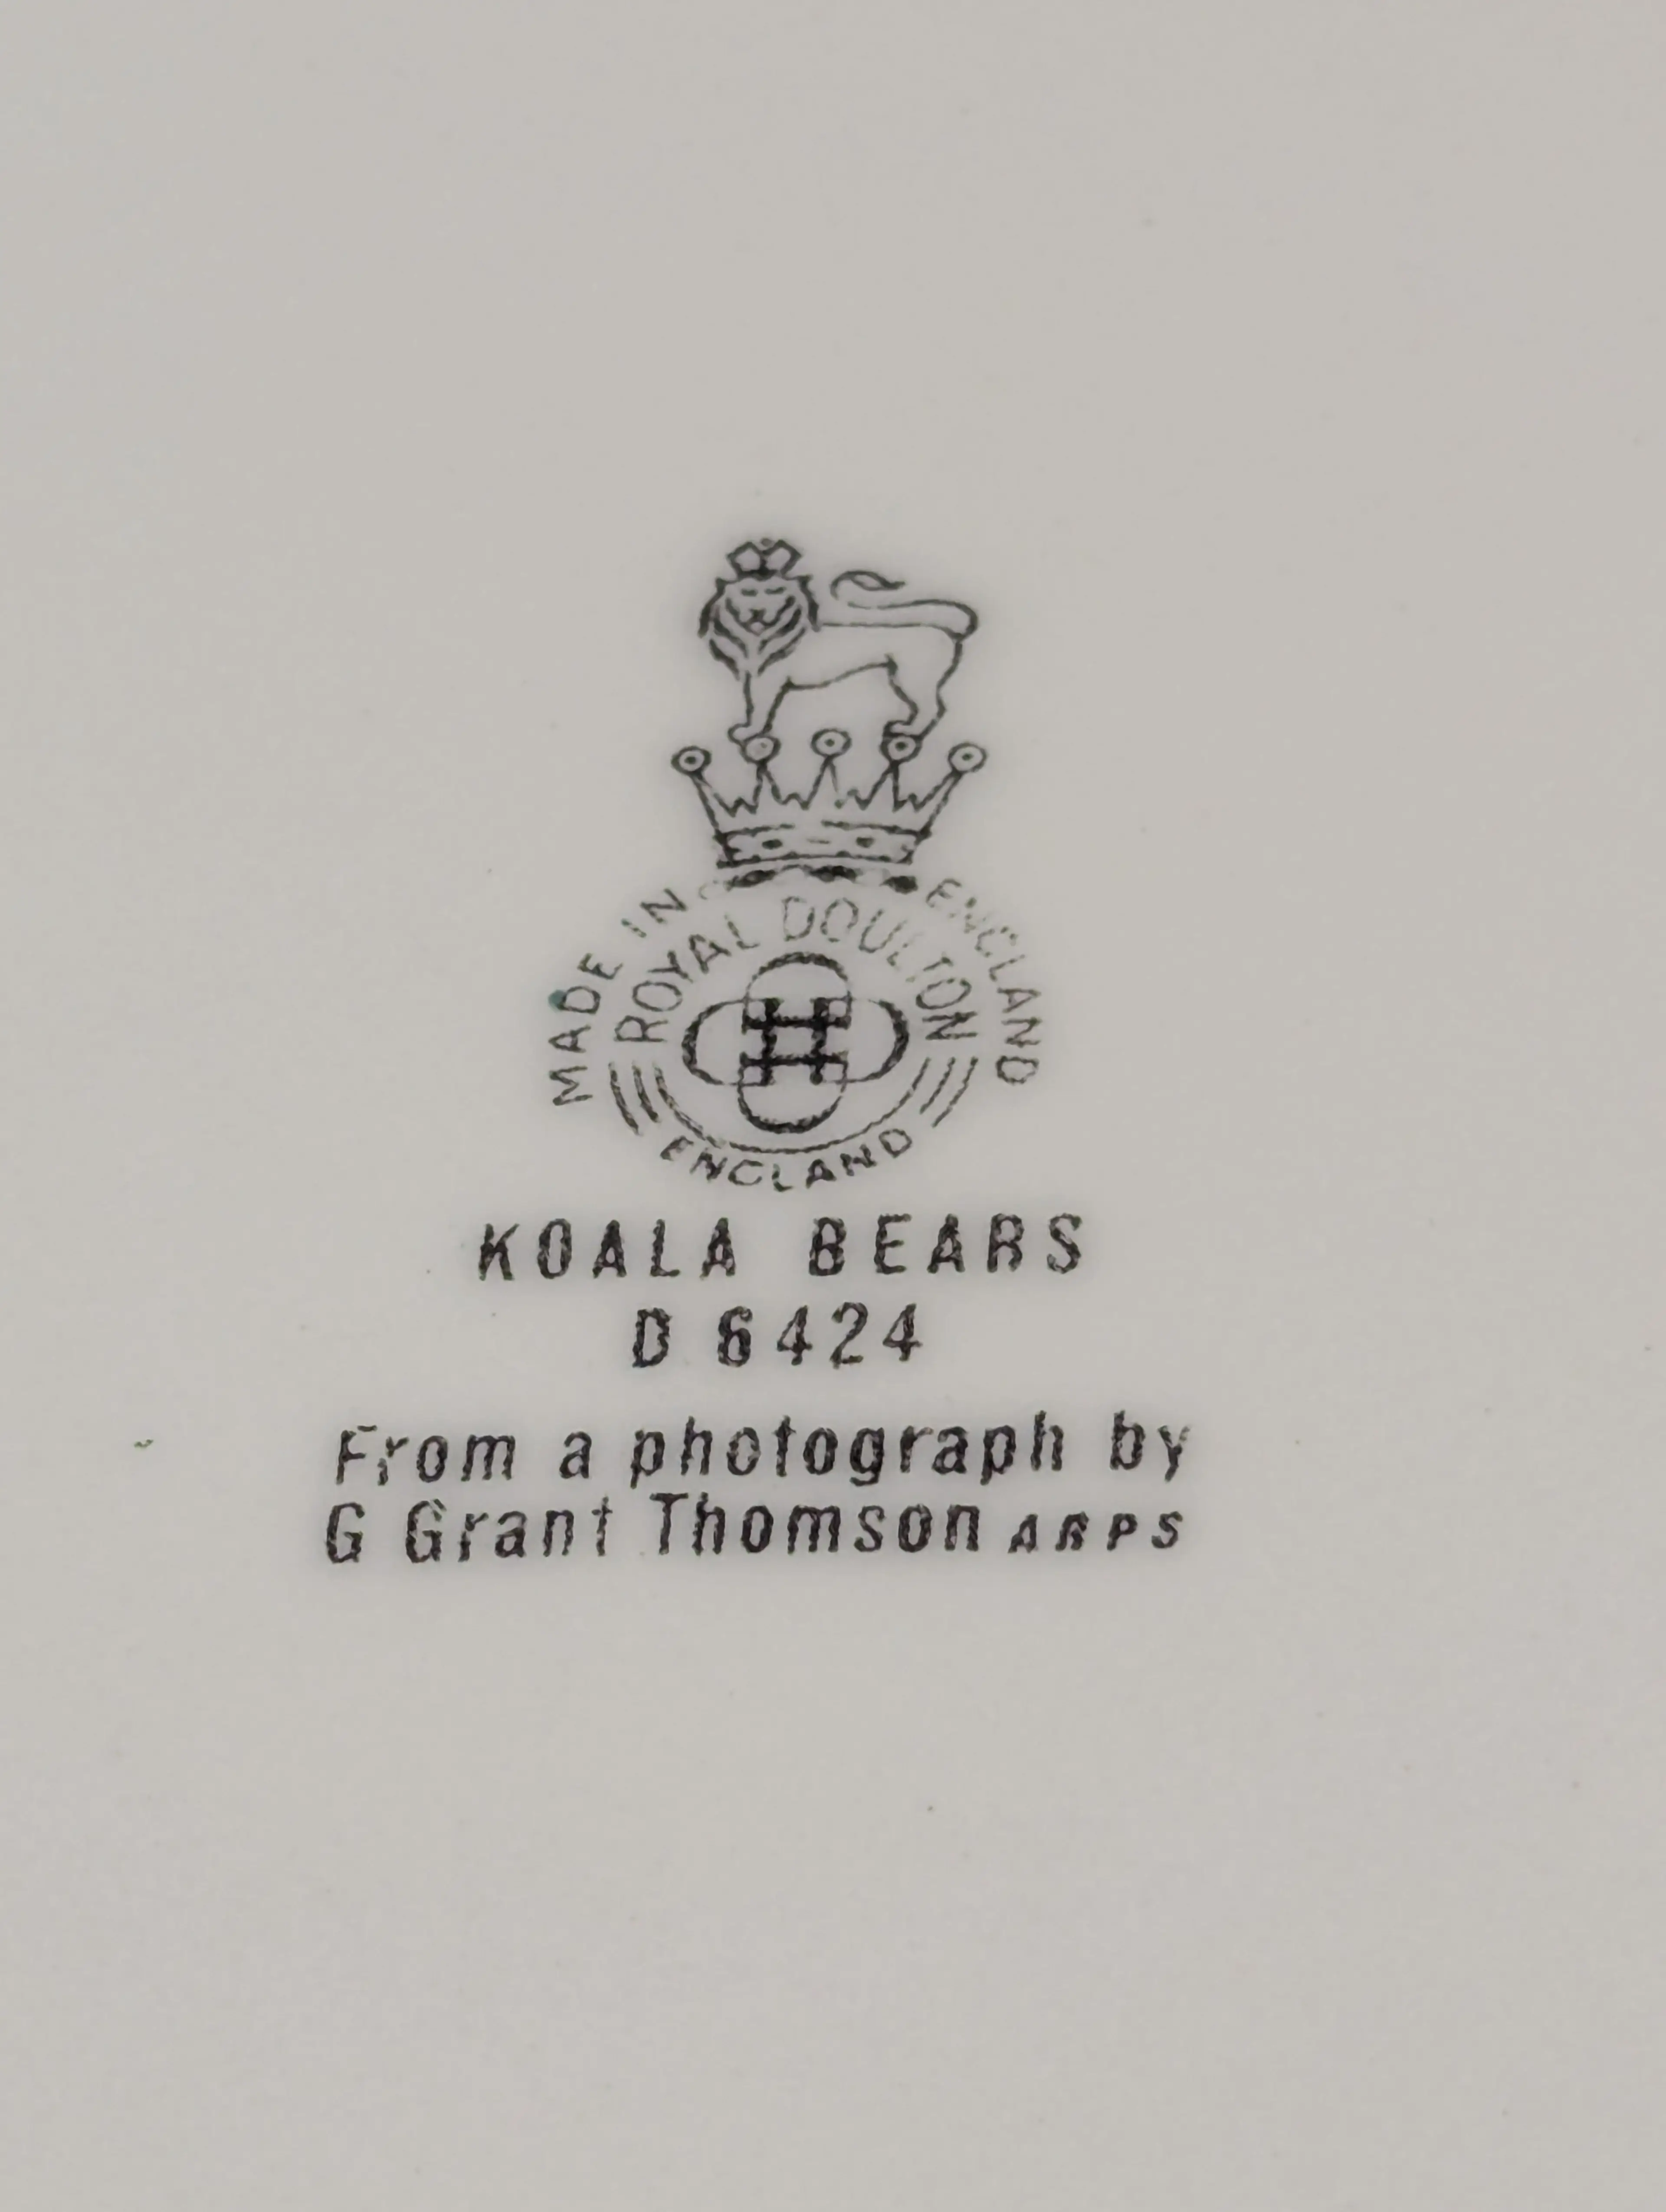 MADE IN ENGLAND
ROYAL DOULTON
ENGLAND
KOALA BEARS
D 6424
From a photograph by
G Grant Thomson ARPS